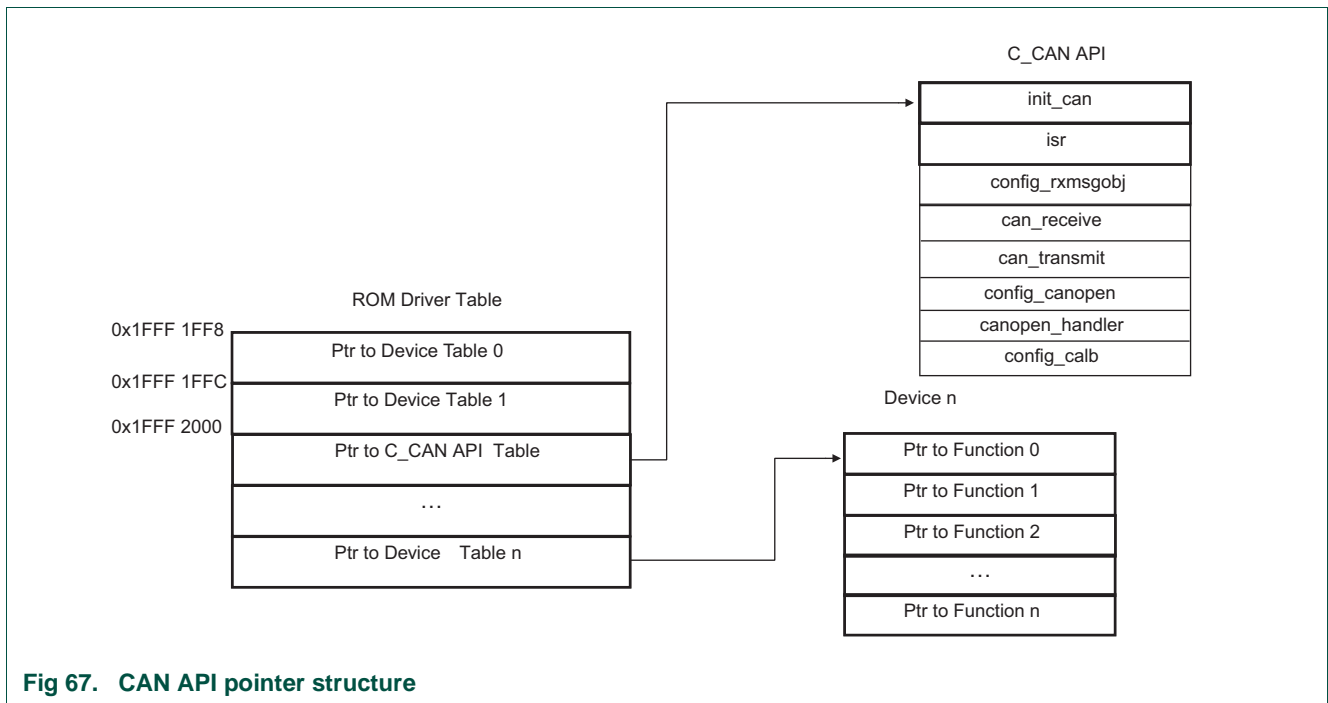 C_CAN API
init_can
isr
config_rxmsgobj
can_receive
can_transmit
config_canopen
canopen_handler
config_calb
ROM Driver Table
0x1FFF 1FF8
Ptr to Device Table 0
0x1FFF 1FFC
Ptr to Device Table 1
0x1FFF 2000
Ptr to C_CAN API Table
…
Ptr to Device Table n
Device n
Ptr to Function 0
Ptr to Function 1
Ptr to Function 2
…
Ptr to Function n
Fig 67. CAN API pointer structure